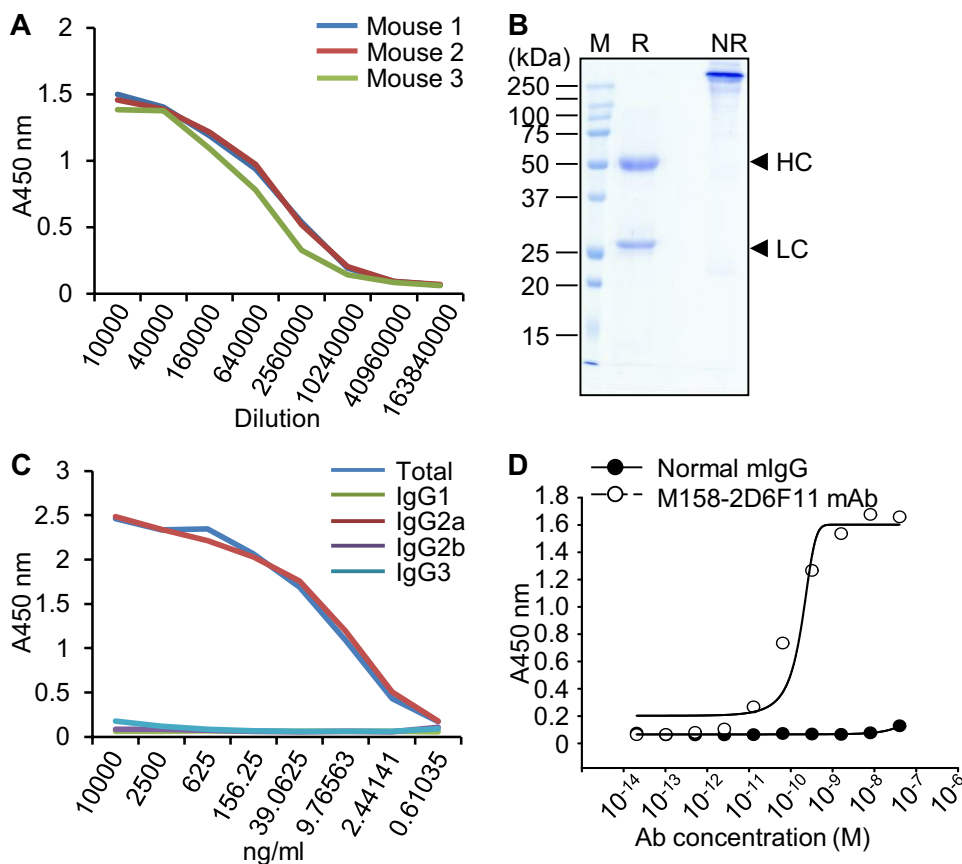 A
2
1.5
1
0.5
0
A450 nm
Mouse 1
Mouse 2
Mouse 3
10000
40000
160000
640000
2560000
10240000
40960000
163840000
Dilution
B
(kDa) M R NR
250
100
75
50
37
25
20
15
HC
LC
C
3
2.5
2
1.5
1
0.5
0
A450 nm
Total
IgG1
IgG2a
IgG2b
IgG3
10000
2500
625
156.25
39.0625
9.76563
2.44141
0.61035
ng/ml
D
Normal mIgG
M158-2D6F11 mAb
1.8
1.6
1.4
1.2
1.0
0.8
0.6
0.4
0.2
0
A450 nm
10-14
10-13
10-12
10-11
10-10
10-9
10-8
10-7
10-6
Ab concentration (M)